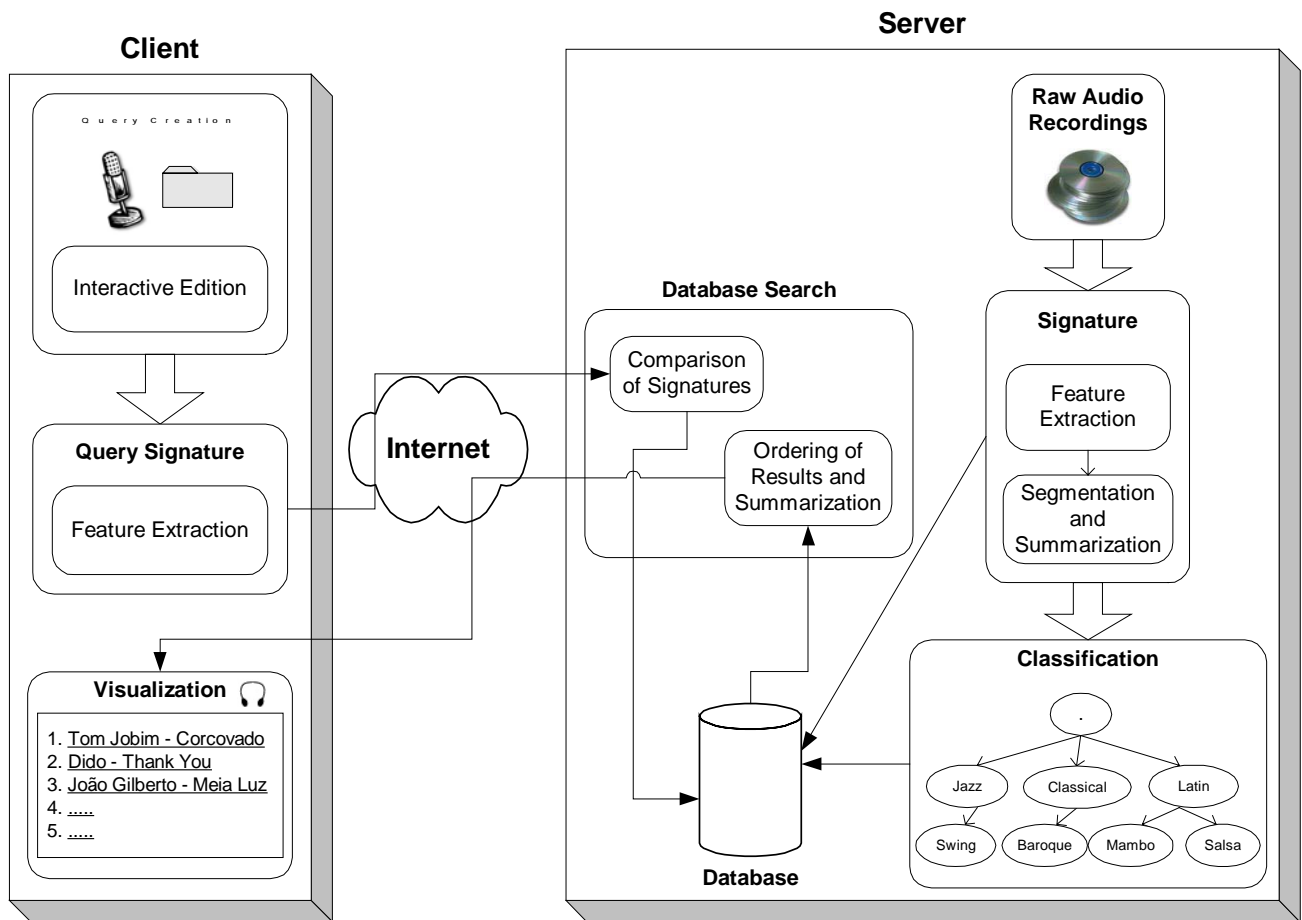 Client
Query Creation
Interactive Edition
Query Signature
Feature Extraction
Visualization
1. Tom Jobim - Corcovado
2. Dido - Thank You
3. João Gilberto - Meia Luz
4. .....
5. .....
Internet
Server
Database Search
Comparison
of Signatures
Ordering of
Results and
Summarization
Database
Raw Audio
Recordings
Signature
Feature
Extraction
Segmentation
and
Summarization
Classification
.
Jazz
Classical
Latin
Swing
Baroque
Mambo
Salsa